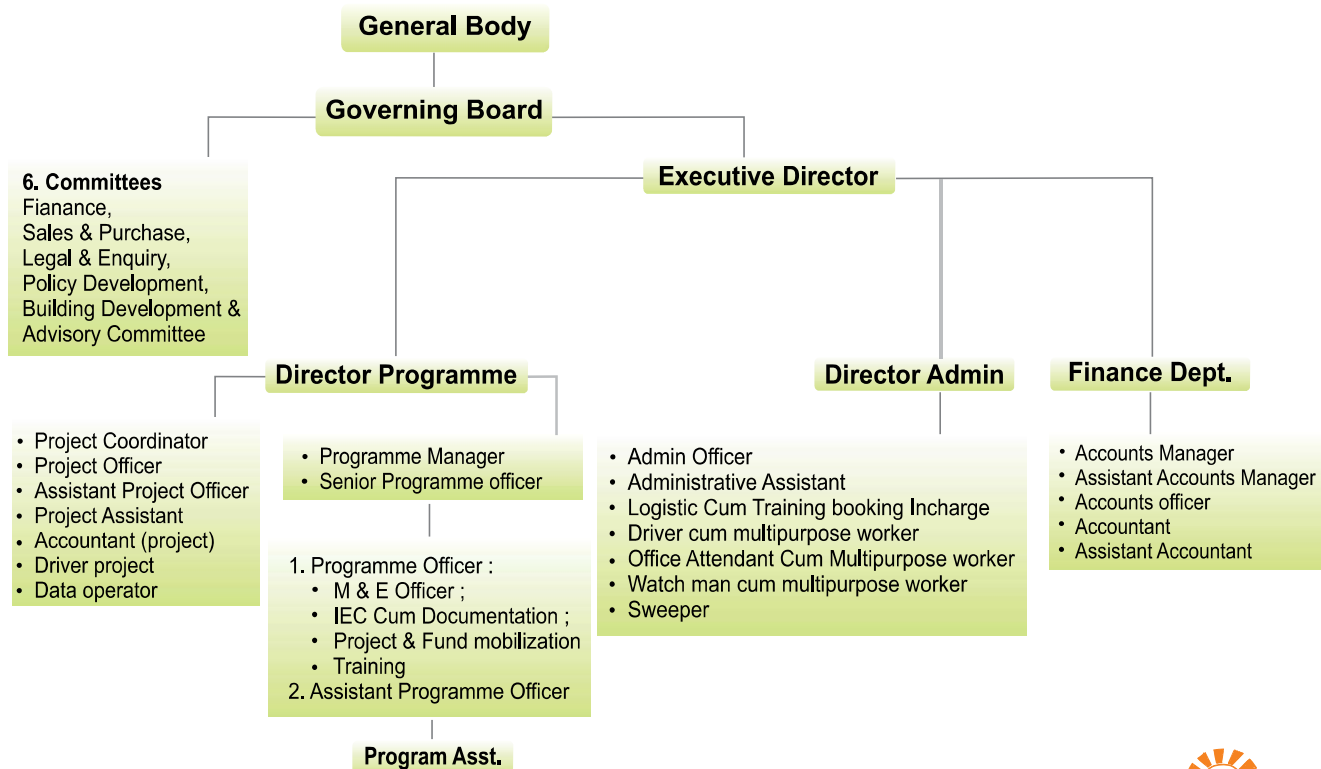 General Body
Governing Board
6. Committees
Fianance,
Sales & Purchase,
Legal & Enquiry,
Policy Development,
Building Development &
Advisory Committee
Executive Director
Director Programme
Director Admin
Finance Dept.
• Project Coordinator
• Project Officer
• Assistant Project Officer
• Project Assistant
• Accountant (project)
• Driver project
• Data operator
• Programme Manager
• Senior Programme officer
1. Programme Officer :
• M & E Officer ;
• IEC Cum Documentation ;
• Project & Fund mobilization
• Training
2. Assistant Programme Officer
Program Asst.
• Admin Officer
• Administrative Assistant
• Logistic Cum Training booking Incharge
• Driver cum multipurpose worker
• Office Attendant Cum Multipurpose worker
• Watch man cum multipurpose worker
• Sweeper
• Accounts Manager
• Assistant Accounts Manager
• Accounts officer
• Accountant
• Assistant Accountant